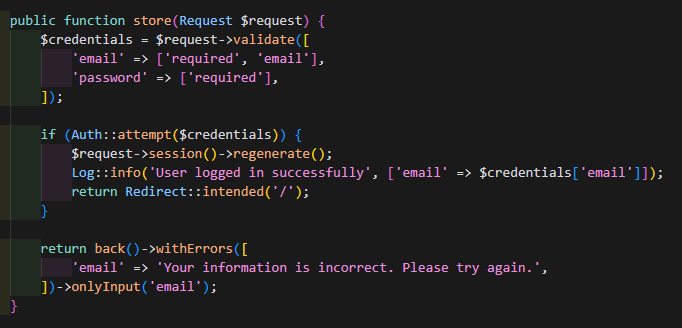 public function store(Request $request) {
    $credentials = $request->validate([
        'email' => ['required', 'email'],
        'password' => ['required'],
    ]);

    if (Auth::attempt($credentials)) {
        $request->session()->regenerate();
        Log::info('User logged in successfully', ['email' => $credentials['email']]);
        return Redirect::intended('/');
    }

    return back()->withErrors([
        'email' => 'Your information is incorrect. Please try again.',
    ])->onlyInput('email');
}